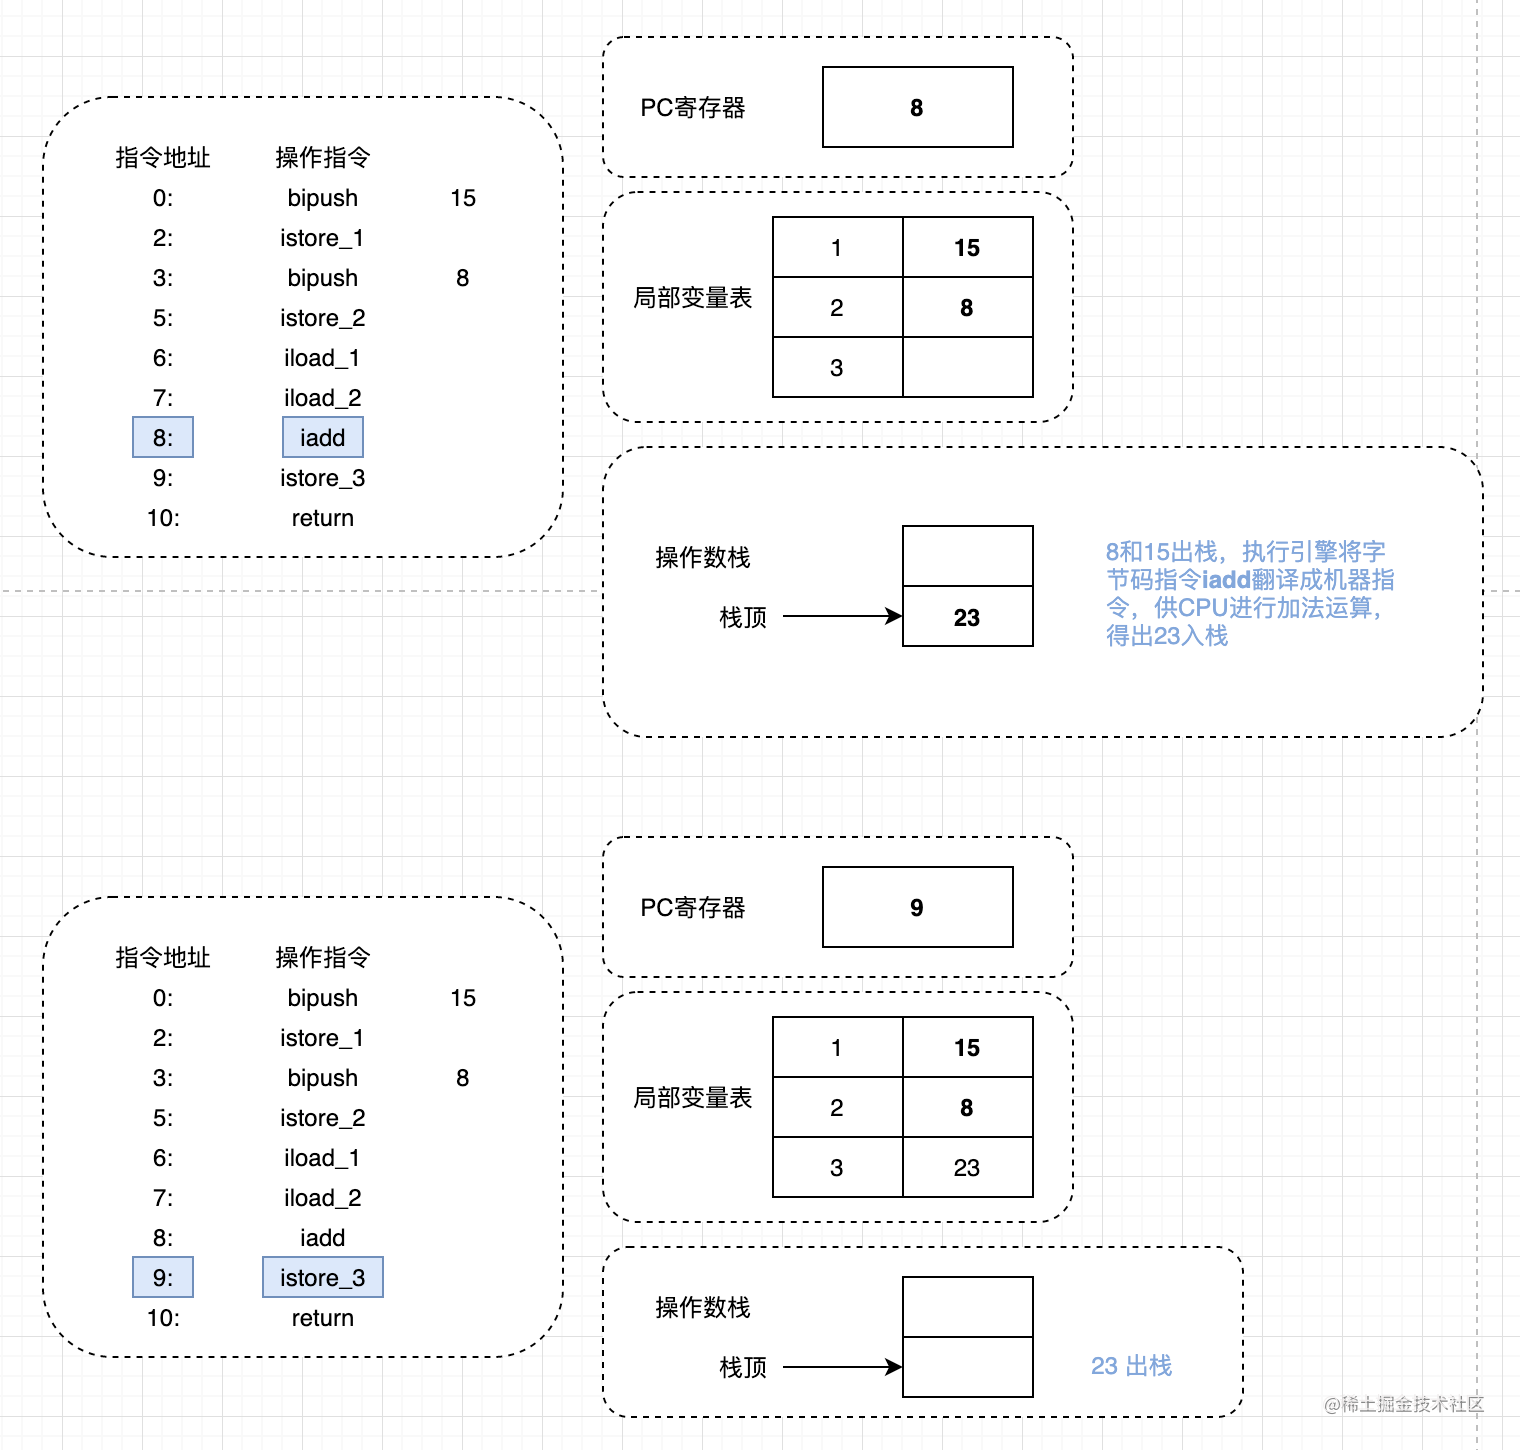 PC寄存器 8
指令地址 操作指令
0: bipush 15
2: istore_1
3: bipush 8
5: istore_2
6: iload_1
7: iload_2
8: iadd
9: istore_3
10: return
局部变量表
1 15
2 8
3
操作数栈
栈顶 23
8和15出栈，执行引擎将字
节码指令iadd翻译成机器指
令，供CPU进行加法运算，
得出23入栈
PC寄存器 9
指令地址 操作指令
0: bipush 15
2: istore_1
3: bipush 8
5: istore_2
6: iload_1
7: iload_2
8: iadd
9: istore_3
10: return
局部变量表
1 15
2 8
3 23
操作数栈
栈顶
23 出栈
@稀土掘金技术社区